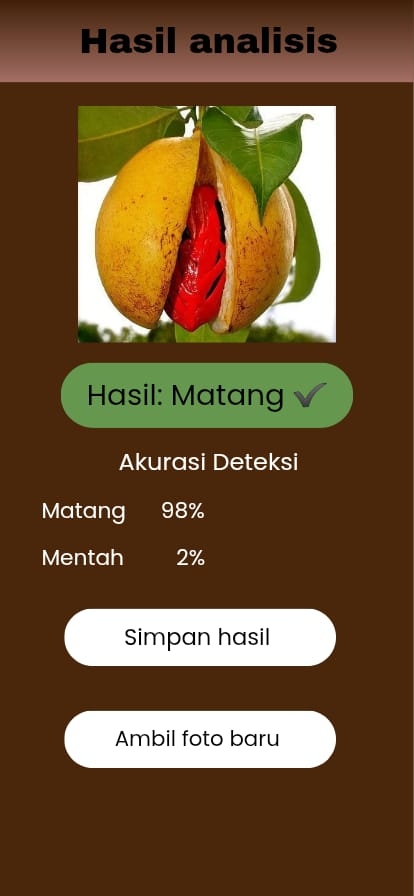 Hasil analisis
Hasil: Matang ✔
Akurasi Deteksi
Matang 98%
Mentah 2%
Simpan hasil
Ambil foto baru